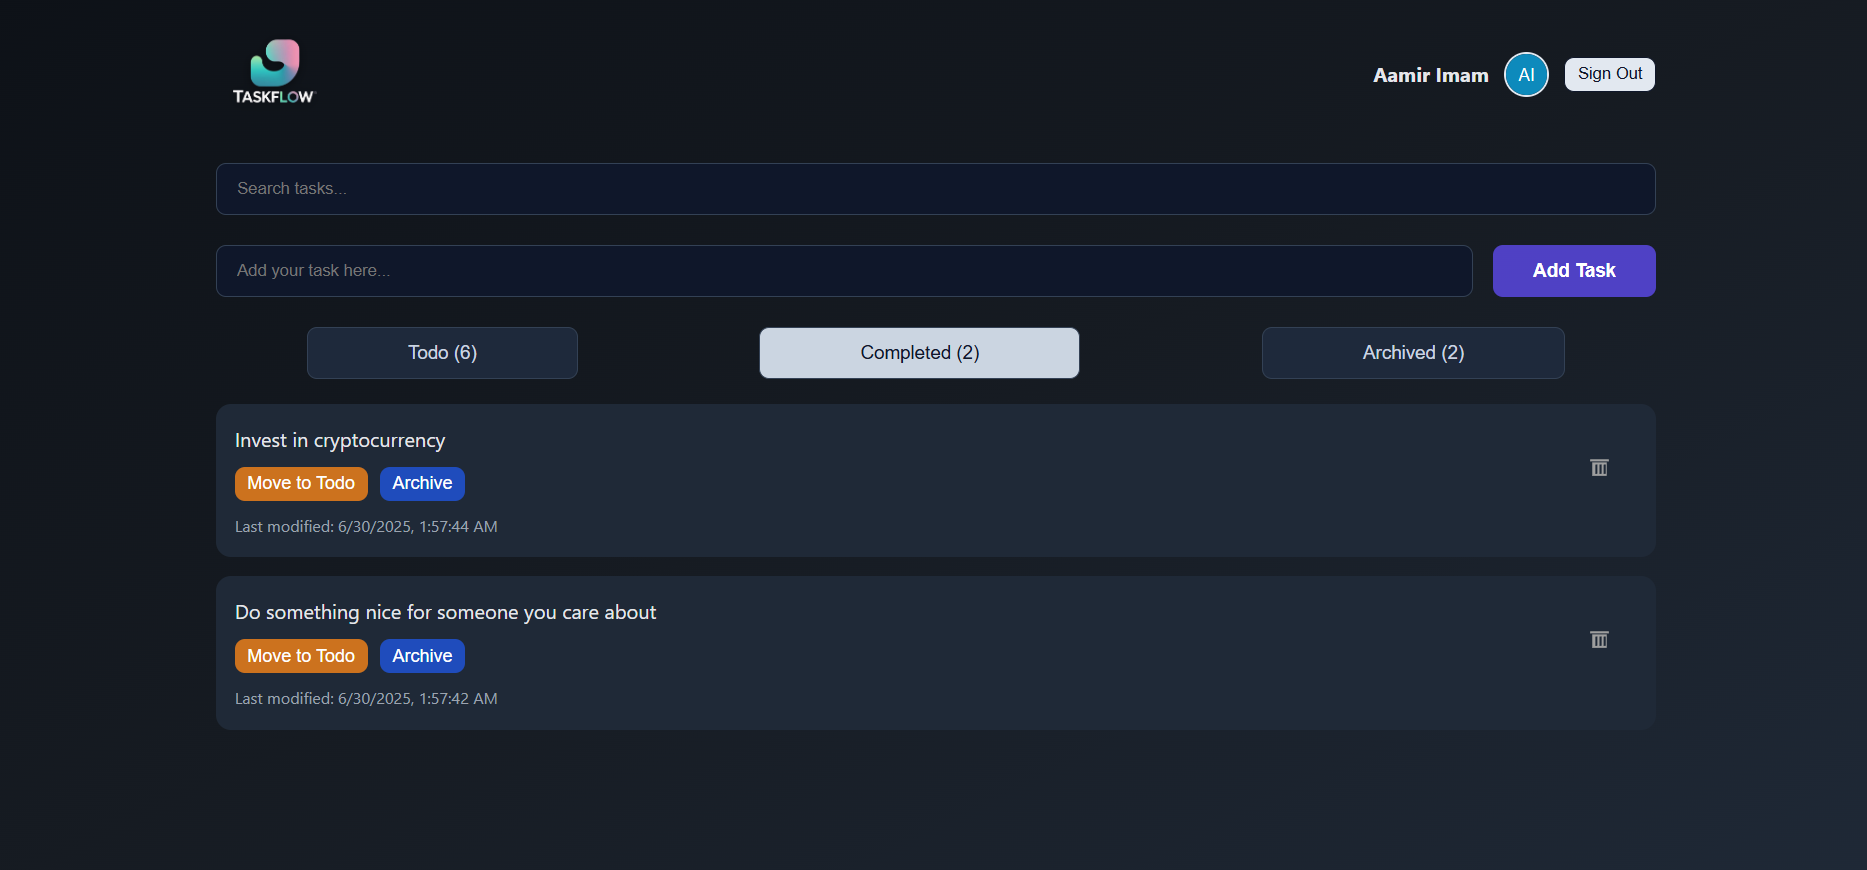 TASKFLOW
Aamir Imam
AI
Sign Out
Search tasks...
Add your task here...
Add Task
Todo (6)
Completed (2)
Archived (2)
Invest in cryptocurrency
Move to Todo
Archive
Last modified: 6/30/2025, 1:57:44 AM
Do something nice for someone you care about
Move to Todo
Archive
Last modified: 6/30/2025, 1:57:42 AM